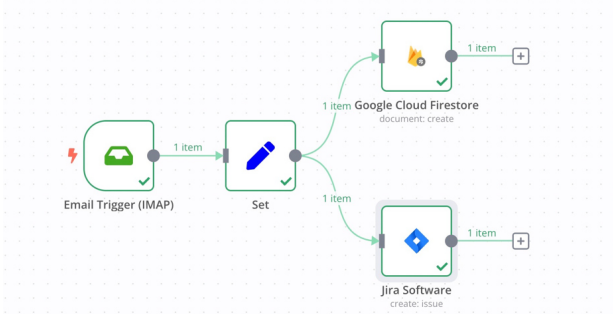 1 item
Google Cloud Firestore
document: create
1 item
1 item
Email Trigger (IMAP)
Set
1 item
1 item
Jira Software
create: issue